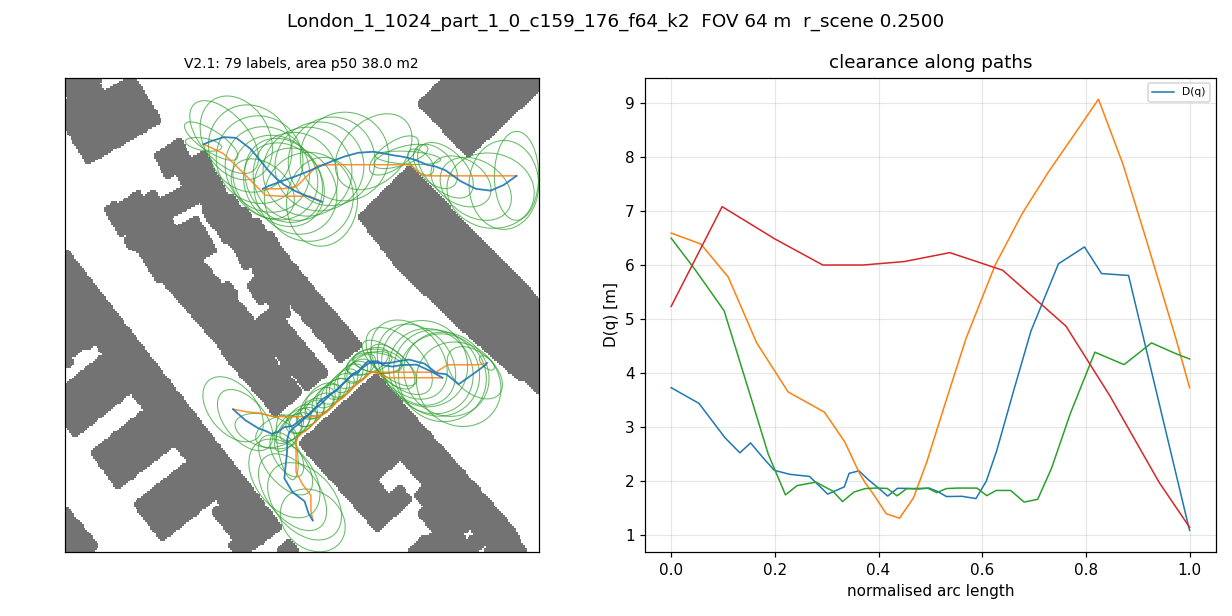 London_1_1024_part_1_0_c159_176_f64_k2  FOV 64 m  r_scene 0.2500
V2.1: 79 labels, area p50 38.0 m2
clearance along paths
D(q)
D(q) [m]
9
8
7
6
5
4
3
2
1
0.0 0.2 0.4 0.6 0.8 1.0
normalised arc length